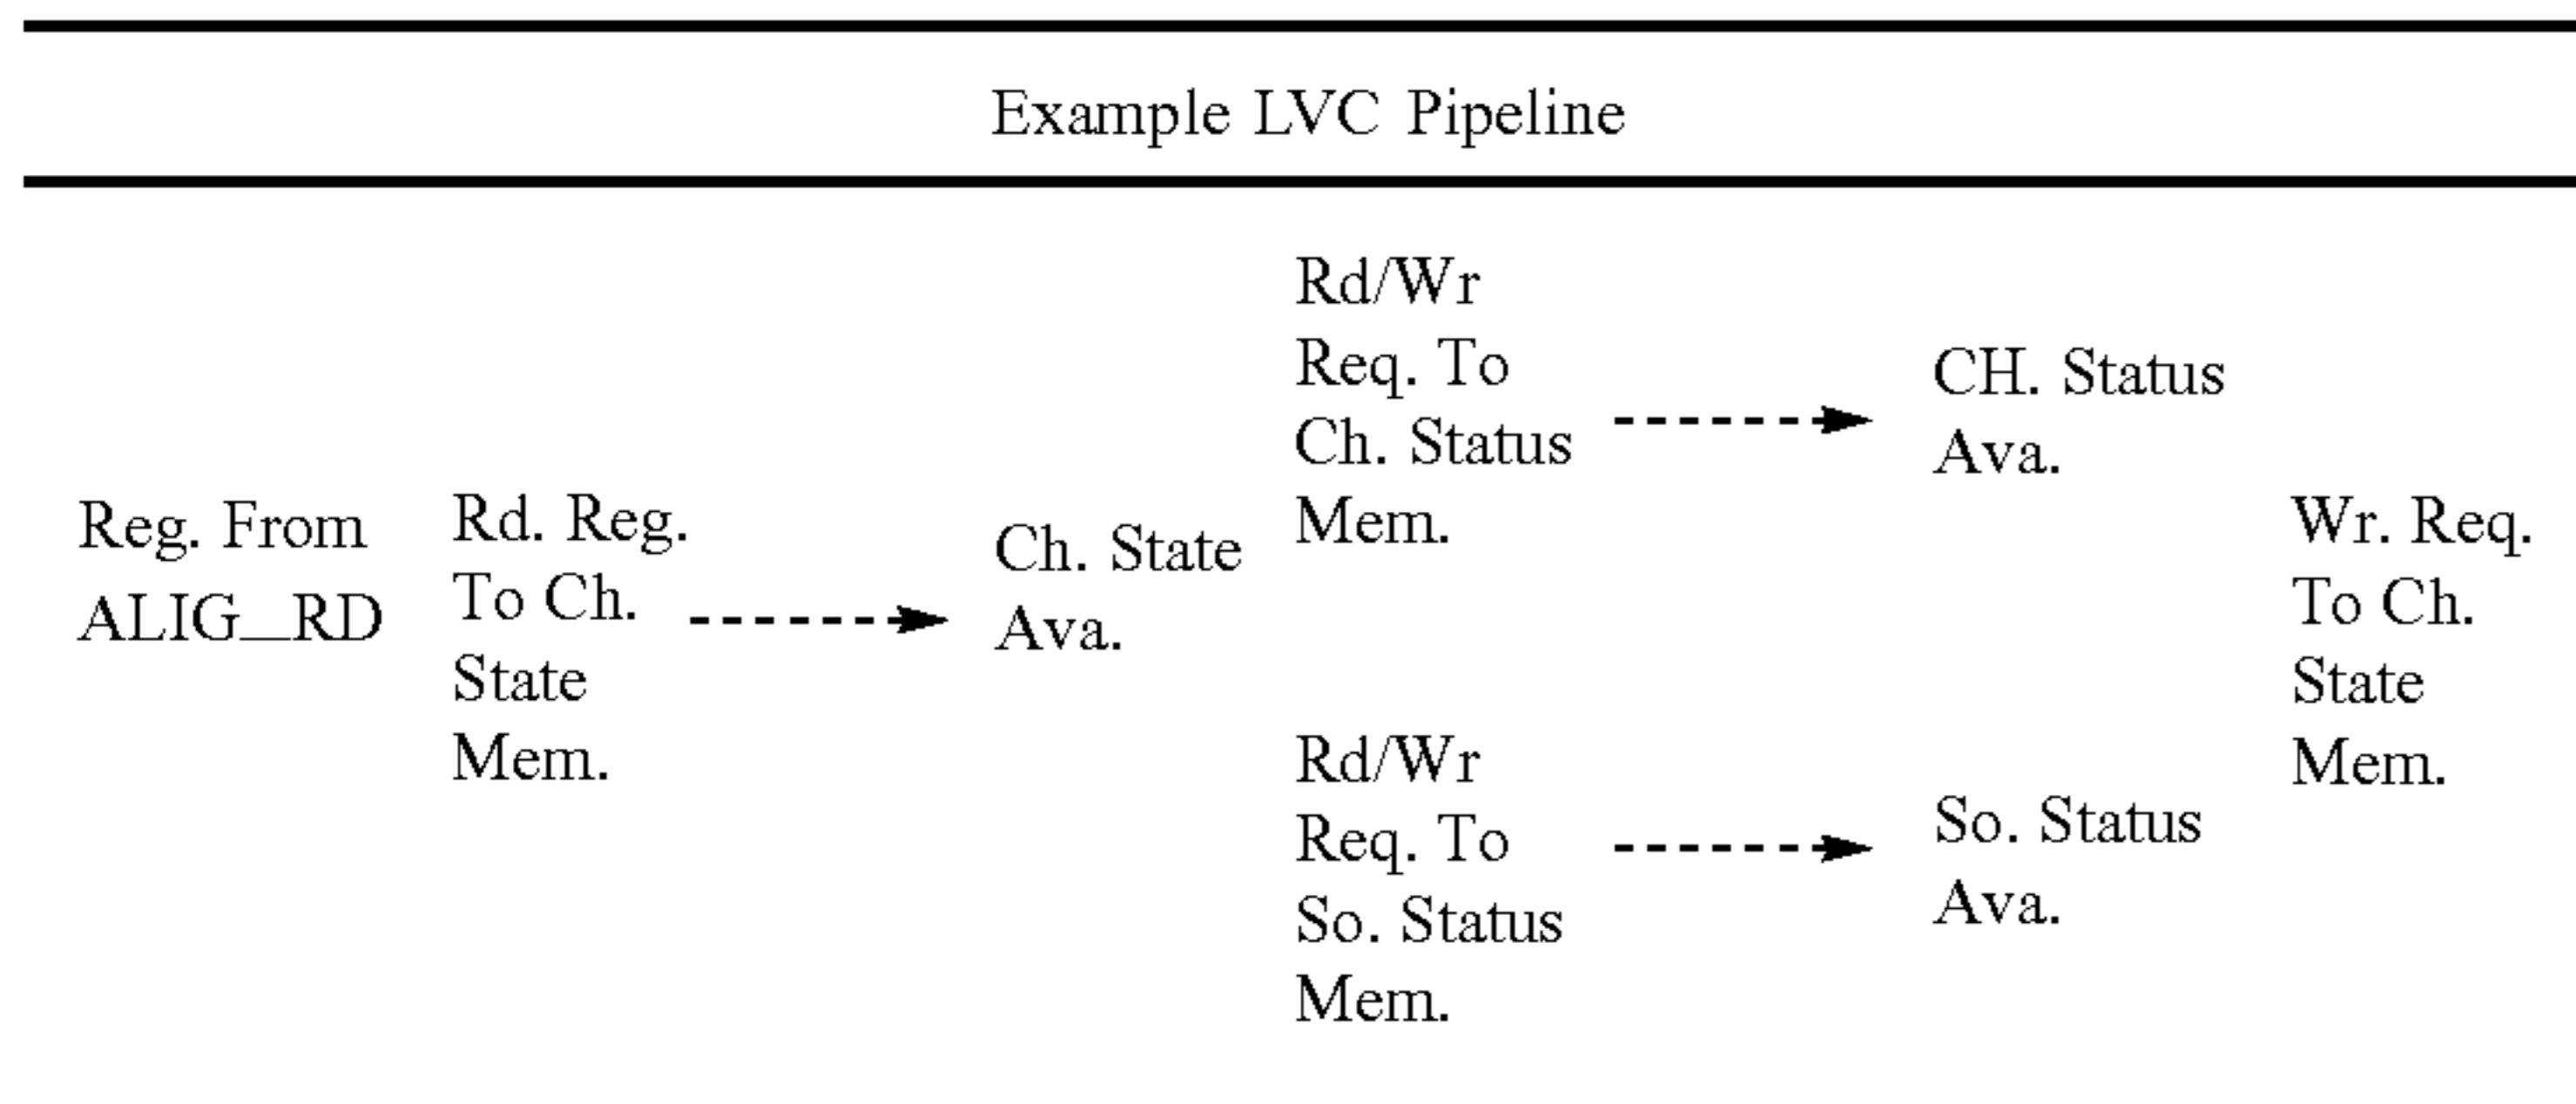 Example LVC Pipeline
Reg. From
ALIG_RD
Rd. Reg.
To Ch.
State
Mem.
Ch. State
Ava.
Rd/Wr
Req. To
Ch. Status
Mem.
CH. Status
Ava.
Rd/Wr
Req. To
So. Status
Mem.
So. Status
Ava.
Wr. Req.
To Ch.
State
Mem.